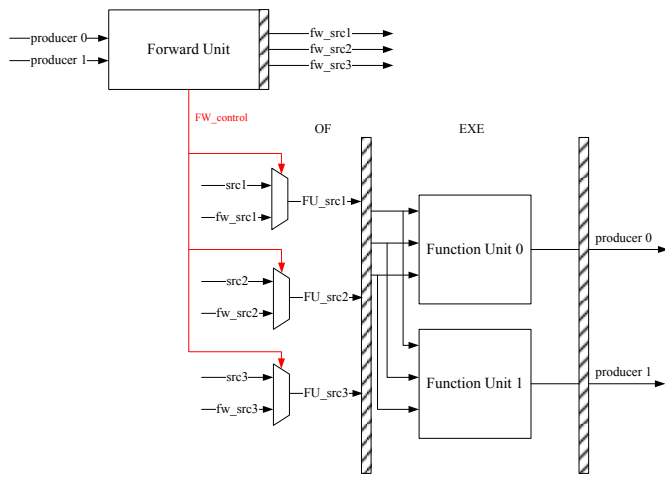 producer 0
producer 1
Forward Unit
fw_src1
fw_src2
fw_src3
FW_control
OF
EXE
src1
fw_src1
FU_src1
src2
fw_src2
FU_src2
src3
fw_src3
FU_src3
Function Unit 0
Function Unit 1
producer 0
producer 1